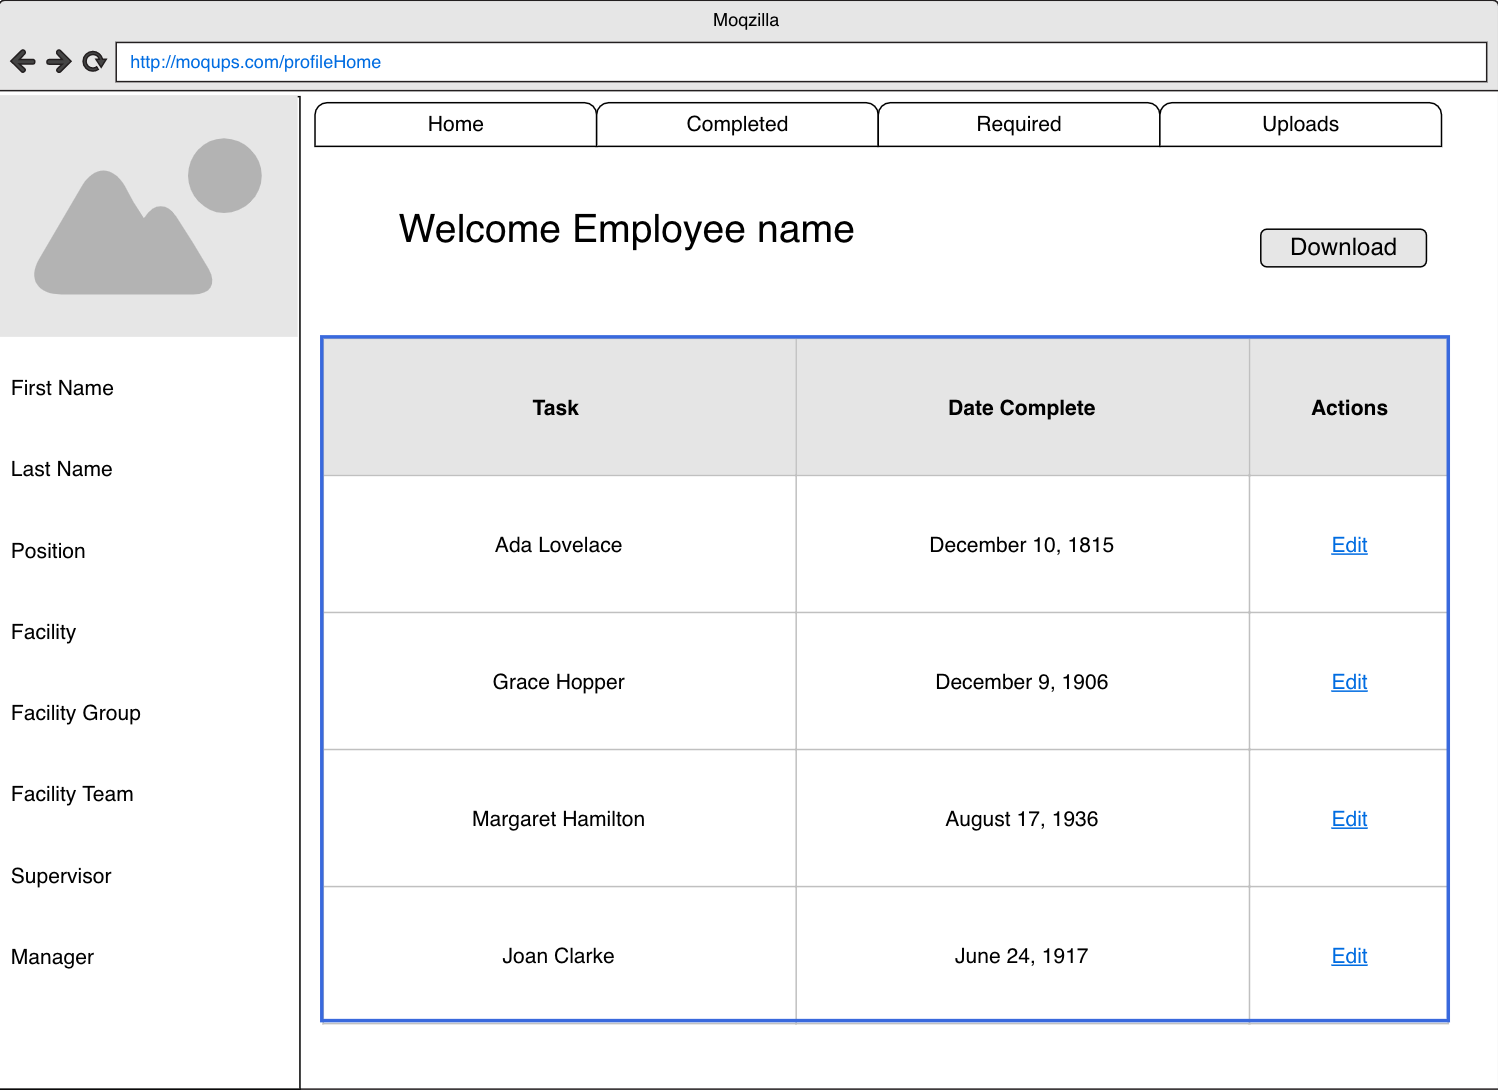 Moqzilla
http://moqups.com/profileHome
Home
Completed
Required
Uploads
Welcome Employee name
Download
First Name
Last Name
Position
Facility
Facility Group
Facility Team
Supervisor
Manager
Task
Date Complete
Actions
Ada Lovelace
December 10, 1815
Edit
Grace Hopper
December 9, 1906
Edit
Margaret Hamilton
August 17, 1936
Edit
Joan Clarke
June 24, 1917
Edit